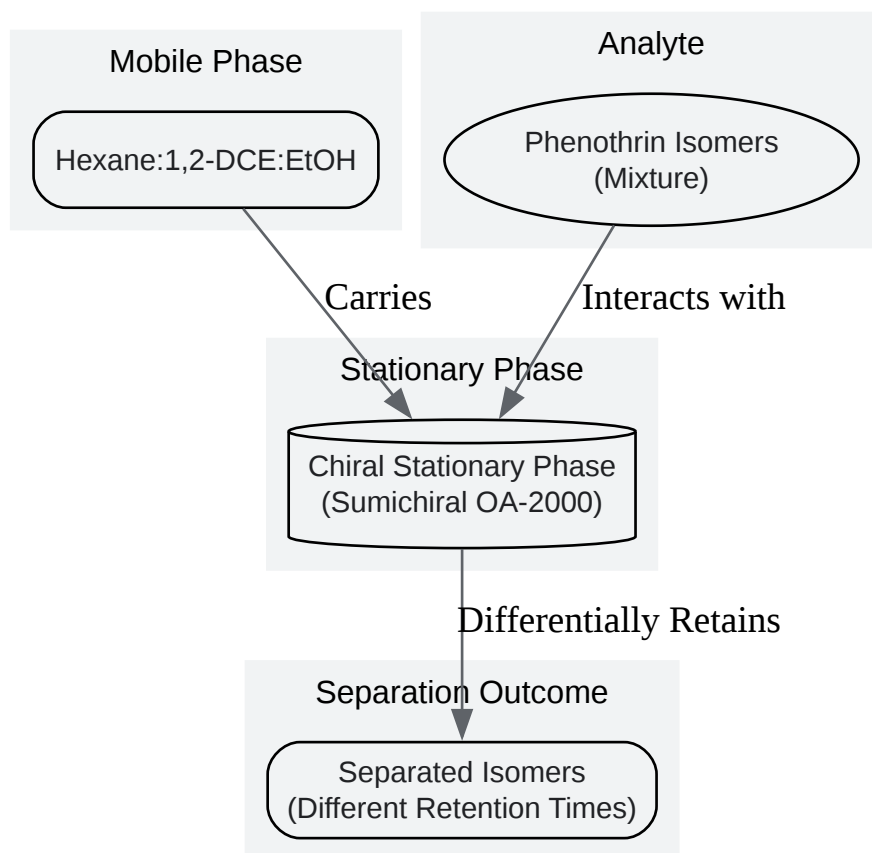 Mobile Phase
Hexane:1,2-DCE:EtOH
Analyte
Phenothrin Isomers
(Mixture)
Carries
Interacts with
Stationary Phase
Chiral Stationary Phase
(Sumichiral OA-2000)
Differentially Retains
Separation Outcome
Separated Isomers
(Different Retention Times)